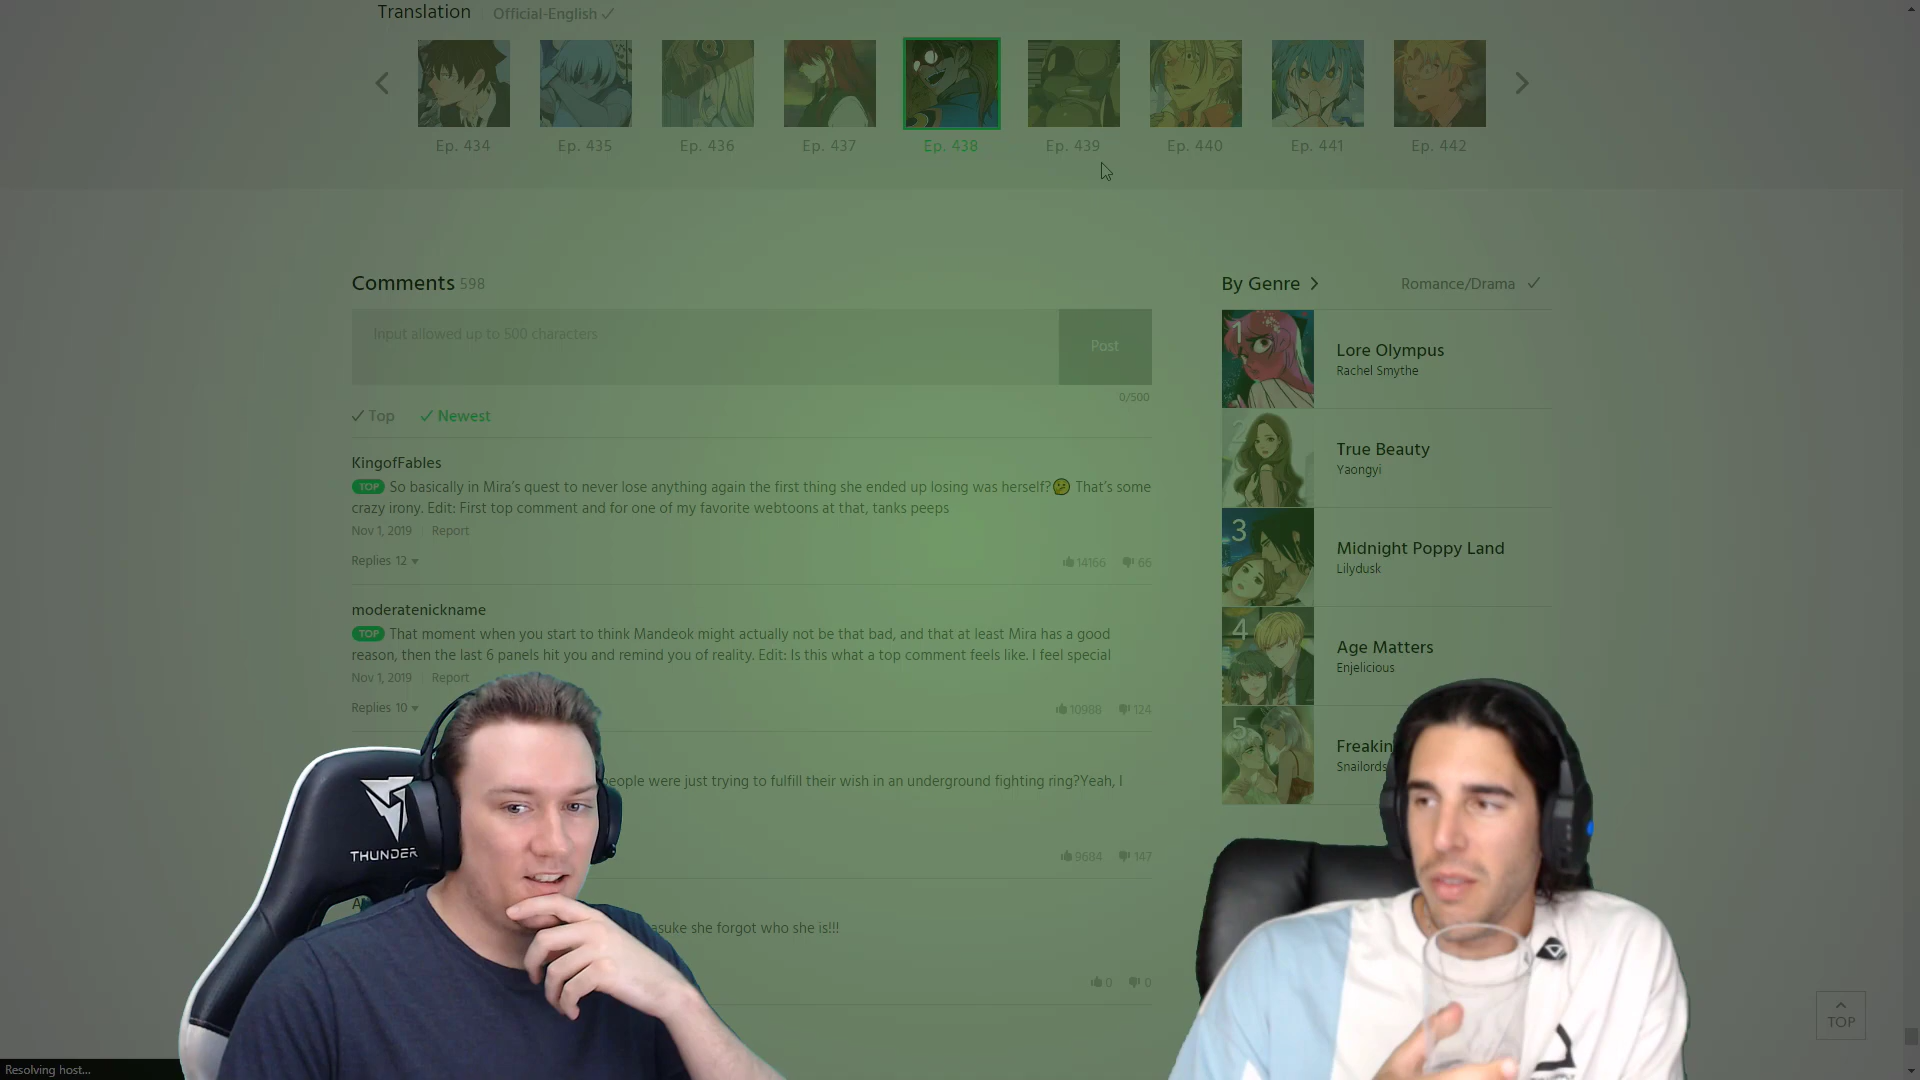 Translation Official-English
Ep. 434 Ep. 435 Ep. 436 Ep. 437 Ep. 438 Ep. 439 Ep. 440 Ep. 441 Ep. 442
Comments 598
Input allowed up to 500 characters
Post
0/500
Top Newest
KingofFables
TOP So basically in Mira's quest to never lose anything again the first thing she ended up losing was herself?🤔 That's some
crazy irony. Edit: First top comment and for one of my favorite webtoons at that, tanks peeps
Nov 1, 2019 Report
Replies 12 14166 66
moderatenickname
TOP That moment when you start to think Mandeok might actually not be that bad, and that at least Mira has a good
reason, then the last 6 panels hit you and remind you of reality. Edit: Is this what a top comment feels like. I feel special
Nov 1, 2019 Report
Replies 10 10988 124
people were just trying to fulfill their wish in an underground fighting ring?Yeah, I
9684 147
she forgot who she is!!!
0 0
By Genre Romance/Drama
1 Lore Olympus
Rachel Smythe
2 True Beauty
Yaongyi
3 Midnight Poppy Land
Lilydusk
4 Age Matters
Enjelicious
5 Freakin
Snailords
THUNDER
TOP
Resolving host...